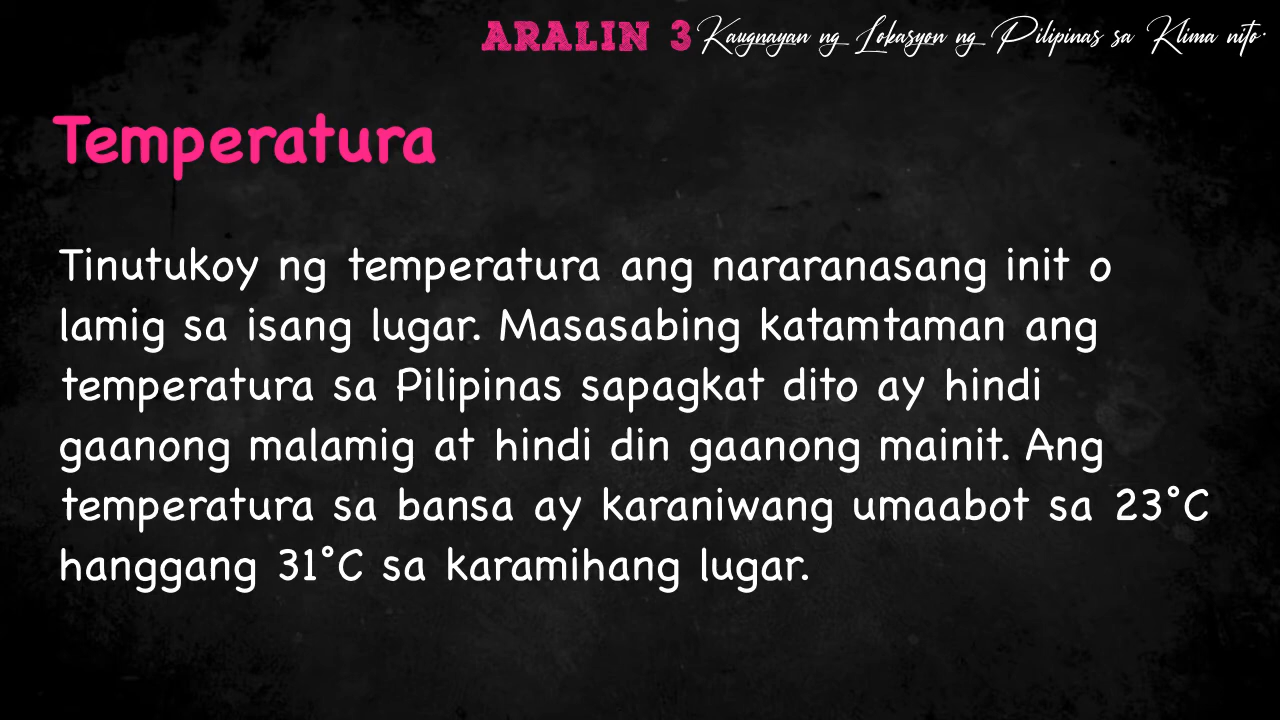 ARALIN 3 Kaugnayan ng Lokasyon ng Pilipinas sa Klima nito.
Temperatura
Tinutukoy ng temperatura ang nararanasang init o
lamig sa isang lugar. Masasabing katamtaman ang
temperatura sa Pilipinas sapagkat dito ay hindi
gaanong malamig at hindi din gaanong mainit. Ang
temperatura sa bansa ay karaniwang umaabot sa 23°C
hanggang 31°C sa karamihang lugar.